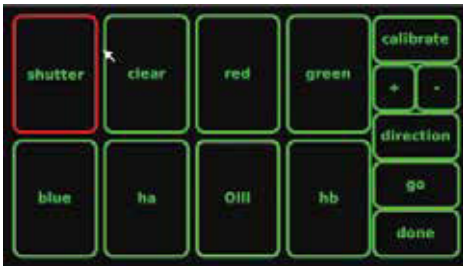 shutter
clear
red
green
calibrate
+
-
direction
blue
ha
OIII
hb
go
done